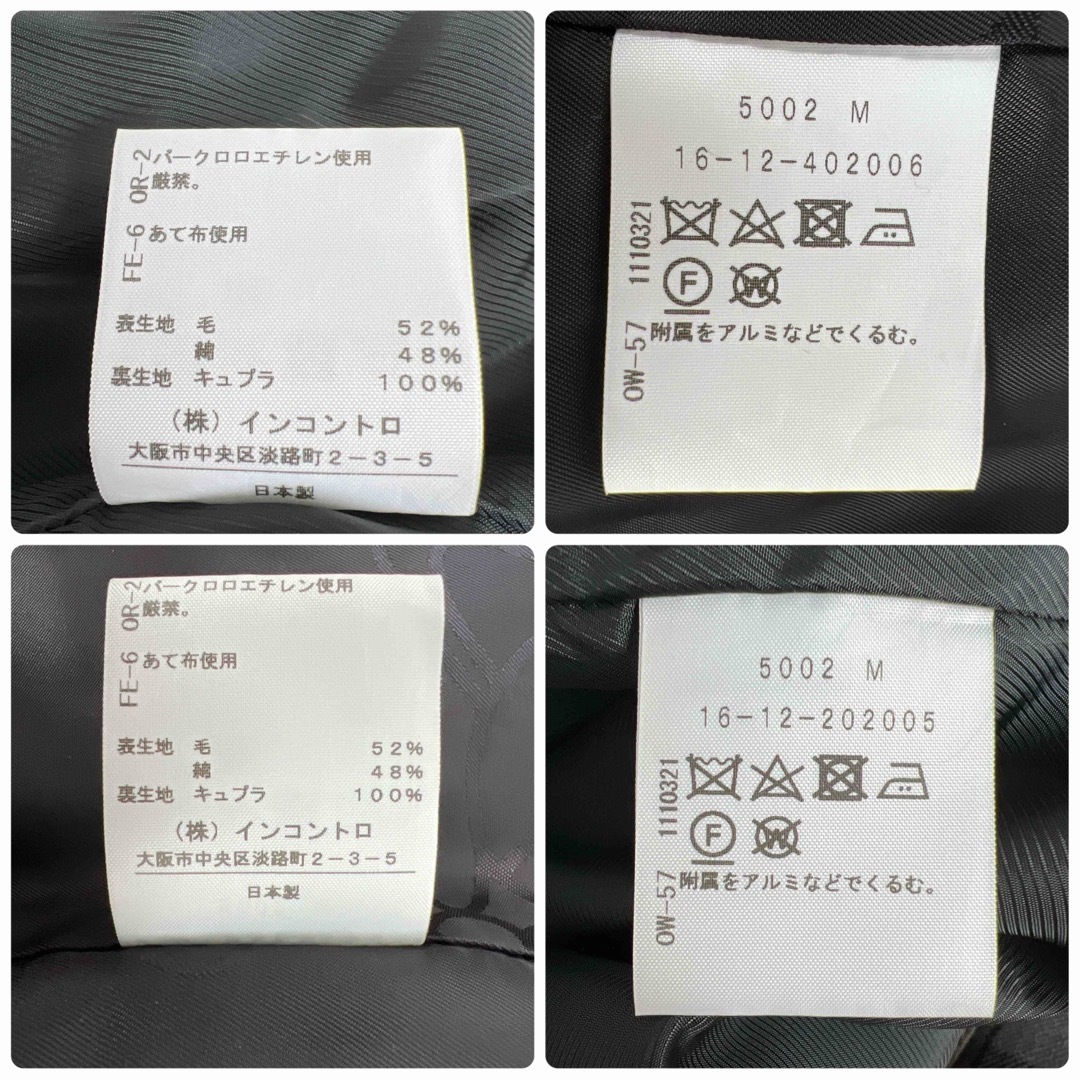 OR-2
パークロロエチレン使用
厳禁。
FE-6
あて布使用
表生地 毛 52%
綿 48%
裏生地 キュプラ 100%
(株)インコントロ
大阪市中央区淡路町2-3-5
日本製
5002 M
16-12-402006
1110321
F
W
OW-57
附属をアルミなどでくるむ。
OR-2
パークロロエチレン使用
厳禁。
FE-6
あて布使用
表生地 毛 52%
綿 48%
裏生地 キュプラ 100%
(株)インコントロ
大阪市中央区淡路町2-3-5
日本製
5002 M
16-12-202005
1110321
F
W
OW-57
附属をアルミなどでくるむ。